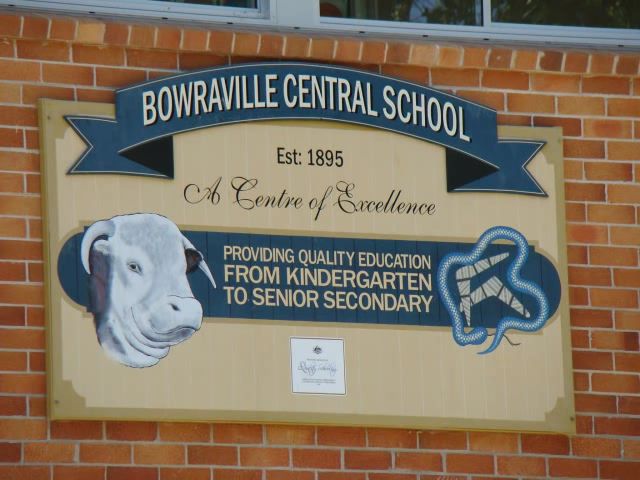 BOWRAVILLE CENTRAL SCHOOL
Est: 1895
A Centre of Excellence
PROVIDING QUALITY EDUCATION
FROM KINDERGARTEN
TO SENIOR SECONDARY